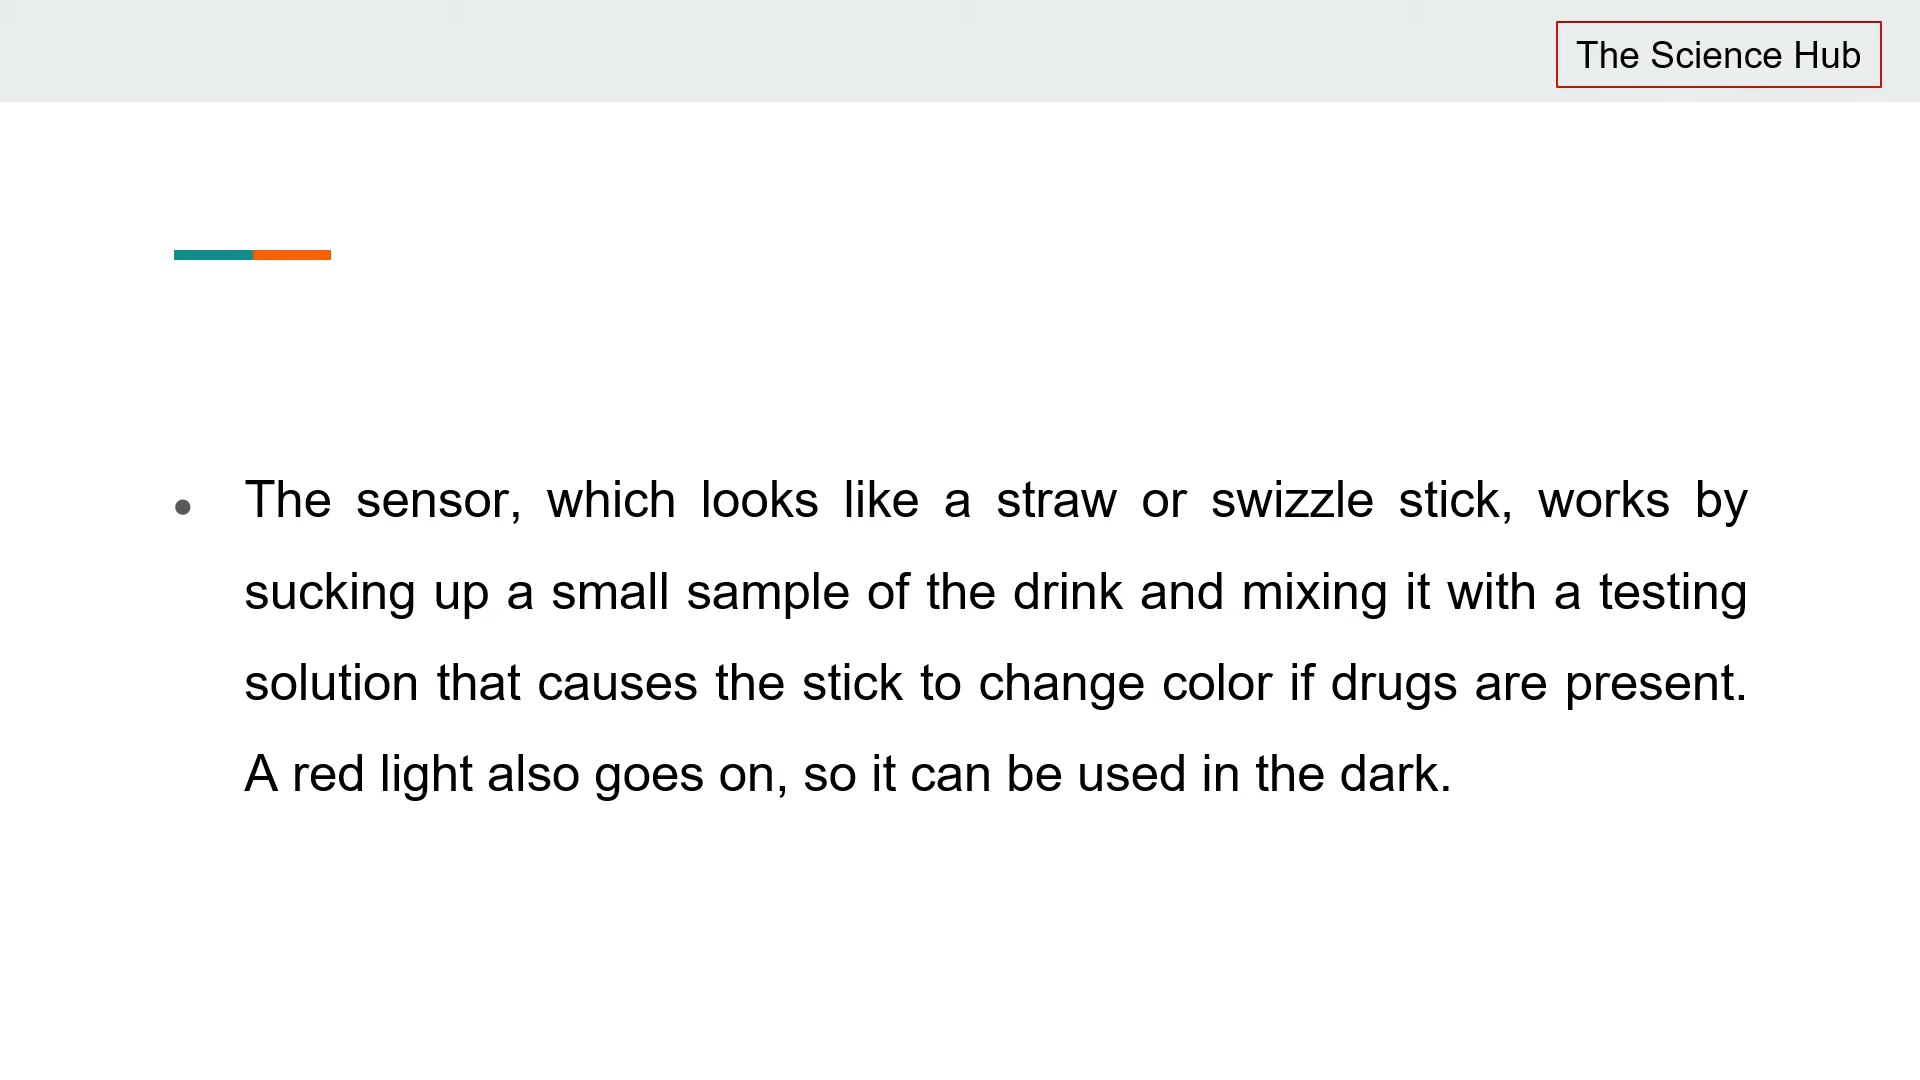 The Science Hub
● The sensor, which looks like a straw or swizzle stick, works by
sucking up a small sample of the drink and mixing it with a testing
solution that causes the stick to change color if drugs are present.
A red light also goes on, so it can be used in the dark.